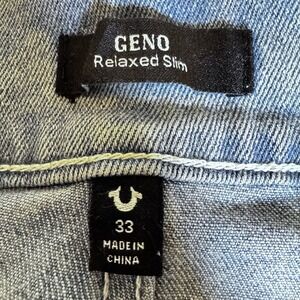 GENO
Relaxed Slim
33
MADE IN
CHINA